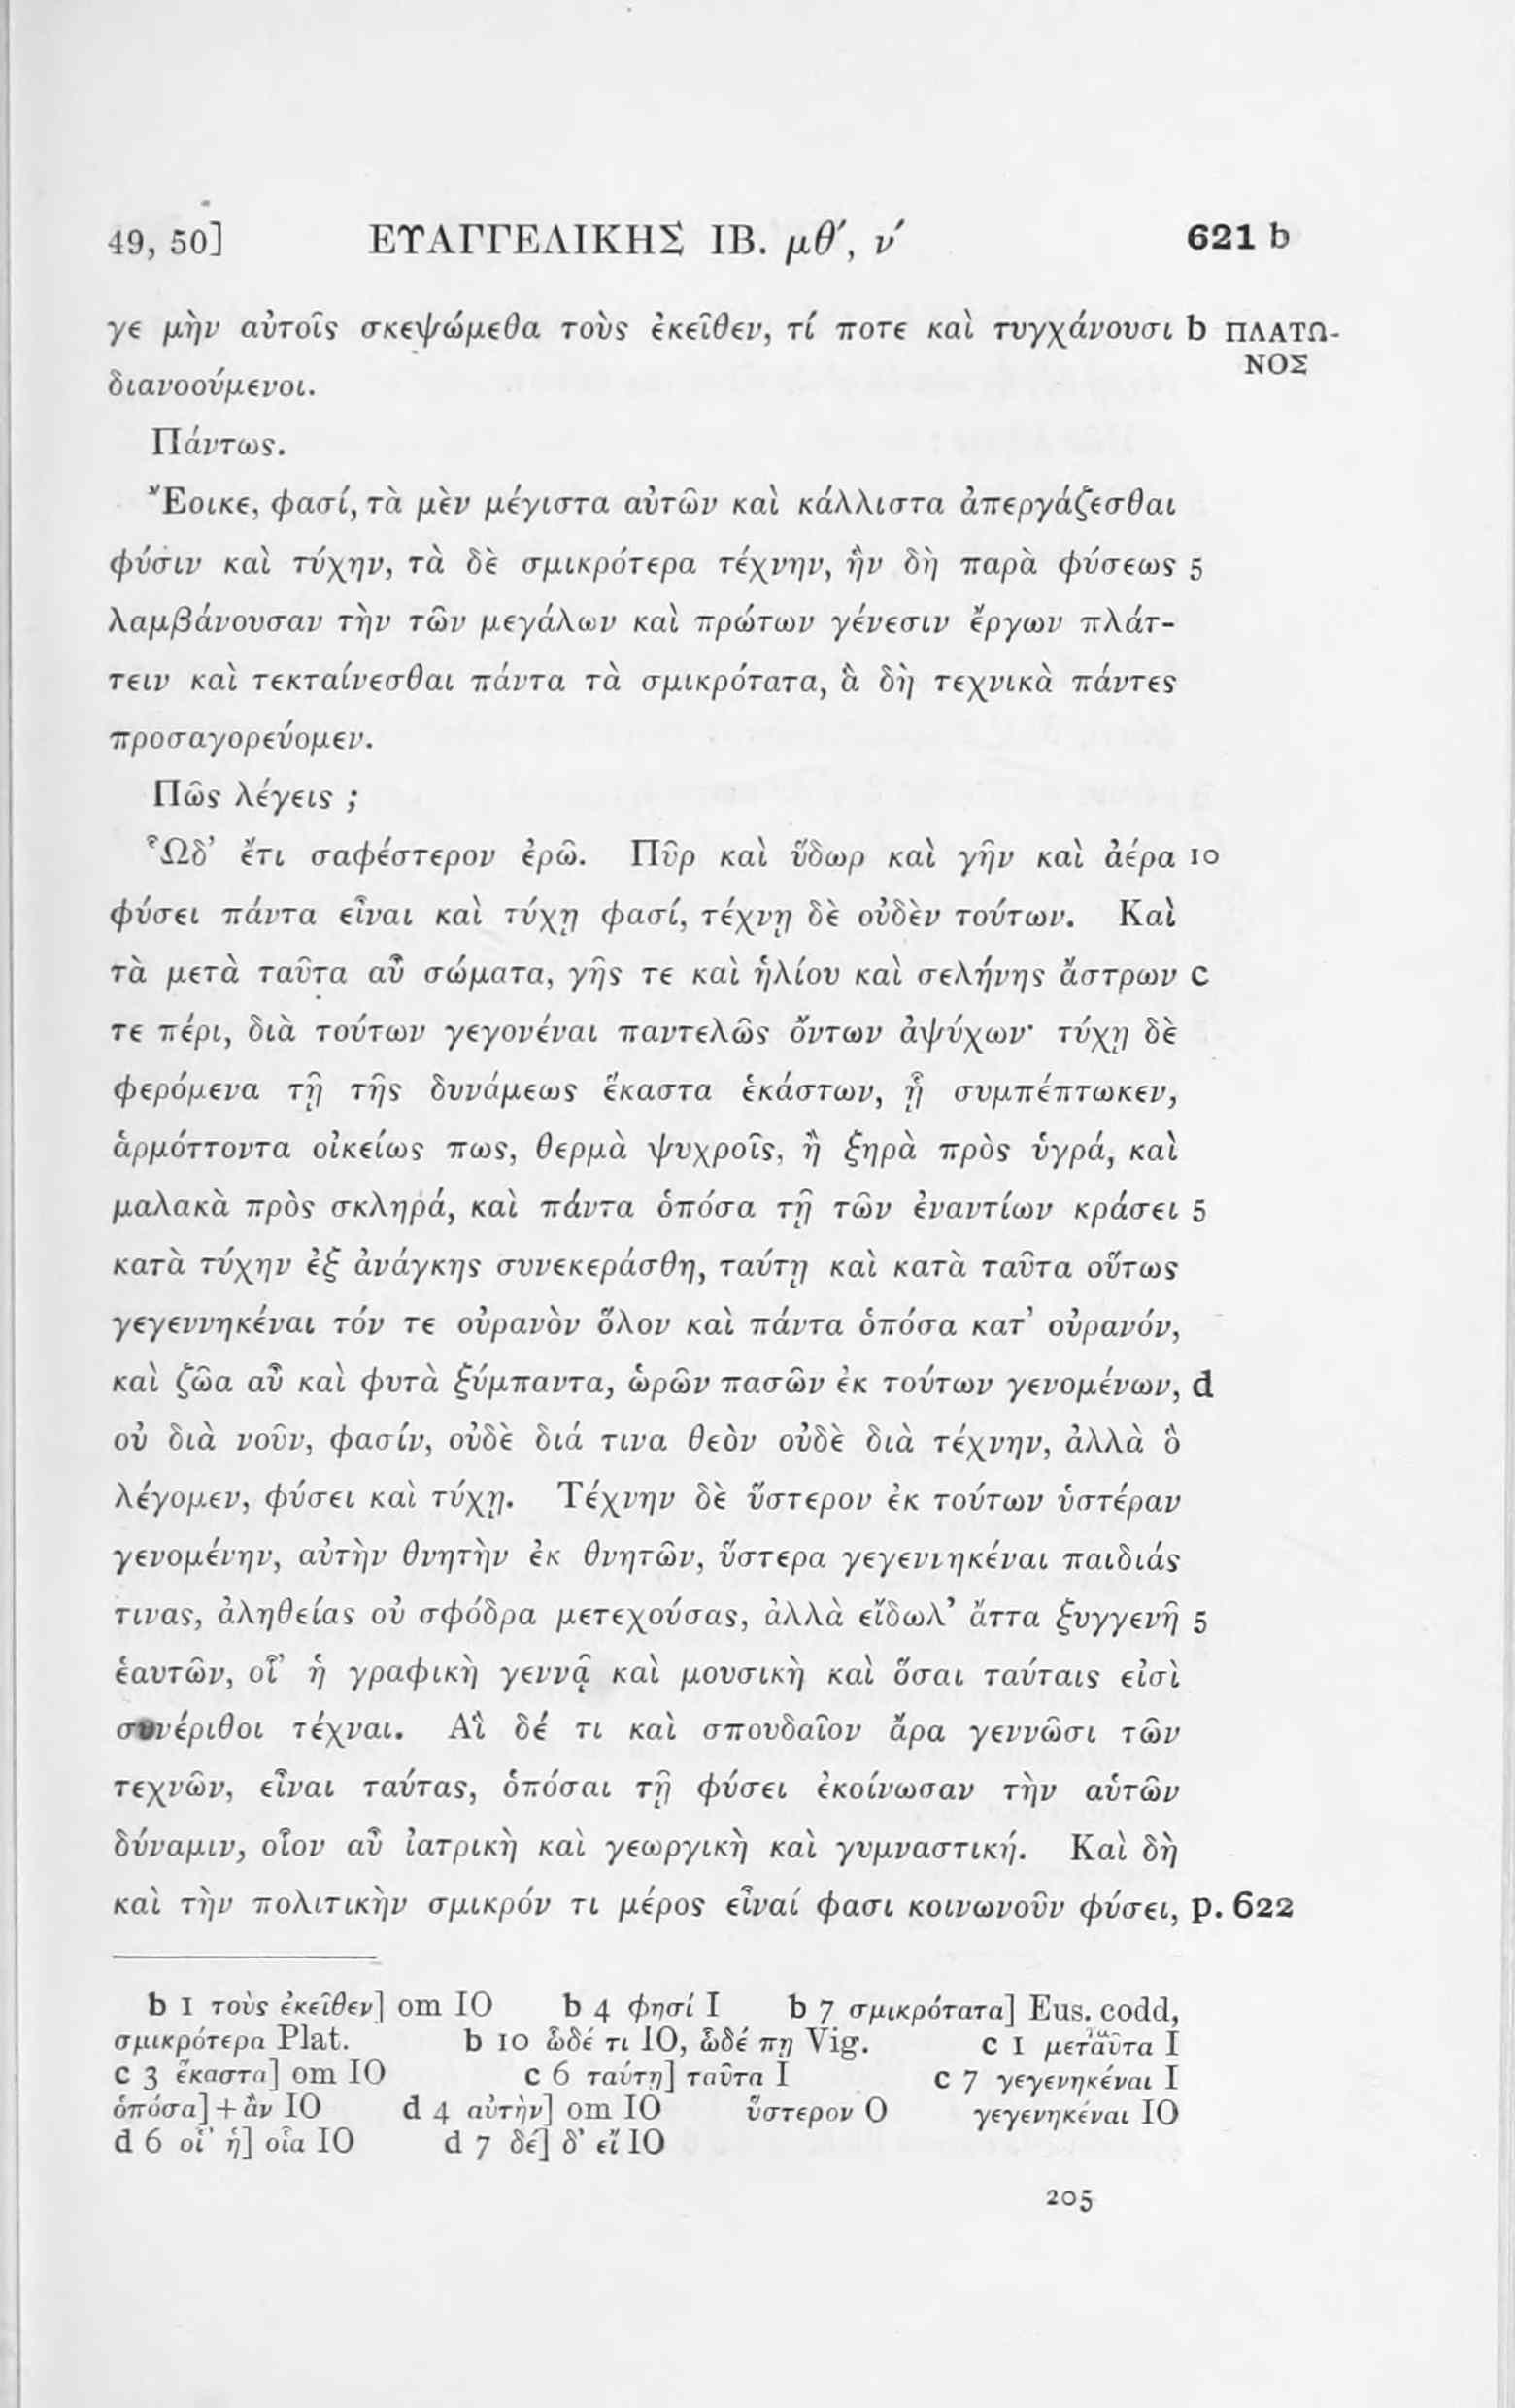 49, 50] ΕΥΑΓΓΕΛΙΚΗΣ ΙΒ. μθ′, ν′ 621 b
γε μὴν αὐτοῖς σκεψώμεθα τοὺς ἐκεῖθεν, τί ποτε καὶ τυγχάνουσι b ΠΛΑΤΩ-
ΝΟΣ
διανοούμενοι.
Πάντως.
Ἔοικε, φασί, τὰ μὲν μέγιστα αὐτῶν καὶ κάλλιστα ἀπεργάζεσθαι
φύσιν καὶ τύχην, τὰ δὲ σμικρότερα τέχνην, ἣν δὴ παρὰ φύσεως 5
λαμβάνουσαν τὴν τῶν μεγάλων καὶ πρώτων γένεσιν ἔργων πλάτ-
τειν καὶ τεκταίνεσθαι πάντα τὰ σμικρότατα, ἃ δὴ τεχνικὰ πάντες
προσαγορεύομεν.
Πῶς λέγεις ;
Ὧδ’ ἔτι σαφέστερον ἐρῶ. Πῦρ καὶ ὕδωρ καὶ γῆν καὶ ἀέρα 10
φύσει πάντα εἶναι καὶ τύχῃ φασί, τέχνῃ δὲ οὐδὲν τούτων. Καὶ
τὰ μετὰ ταῦτα αὖ σώματα, γῆς τε καὶ ἡλίου καὶ σελήνης ἄστρων c
τε πέρι, διὰ τούτων γεγονέναι παντελῶς ὄντων ἀψύχων· τύχῃ δὲ
φερόμενα τῇ τῆς δυνάμεως ἕκαστα ἑκάστων, ᾗ συμπέπτωκεν,
ἁρμόττοντα οἰκείως πως, θερμὰ ψυχροῖς, ἢ ξηρὰ πρὸς ὑγρά, καὶ
μαλακὰ πρὸς σκληρά, καὶ πάντα ὁπόσα τῇ τῶν ἐναντίων κράσει 5
κατὰ τύχην ἐξ ἀνάγκης συνεκεράσθη, ταύτῃ καὶ κατὰ ταῦτα οὕτως
γεγεννηκέναι τόν τε οὐρανὸν ὅλον καὶ πάντα ὁπόσα κατ’ οὐρανόν,
καὶ ζῶα αὖ καὶ φυτὰ ξύμπαντα, ὡρῶν πασῶν ἐκ τούτων γενομένων, d
οὐ διὰ νοῦν, φασίν, οὐδὲ διά τινα θεὸν οὐδὲ διὰ τέχνην, ἀλλὰ ὃ
λέγομεν, φύσει καὶ τύχῃ. Τέχνην δὲ ὕστερον ἐκ τούτων ὑστέραν
γενομένην, αὐτὴν θνητὴν ἐκ θνητῶν, ὕστερα γεγεννηκέναι παιδιάς
τινας, ἀληθείας οὐ σφόδρα μετεχούσας, ἀλλὰ εἴδωλ’ ἄττα ξυγγενῆ 5
ἑαυτῶν, οἷ’ ἡ γραφικὴ γεννᾷ καὶ μουσικὴ καὶ ὅσαι ταύταις εἰσὶ
συνέριθοι τέχναι. Αἳ δέ τι καὶ σπουδαῖον ἄρα γεννῶσι τῶν
τεχνῶν, εἶναι ταύτας, ὁπόσαι τῇ φύσει ἐκοίνωσαν τὴν αὑτῶν
δύναμιν, οἷον αὖ ἰατρικὴ καὶ γεωργικὴ καὶ γυμναστική. Καὶ δὴ
καὶ τὴν πολιτικὴν σμικρόν τι μέρος εἶναί φασι κοινωνοῦν φύσει, p. 622
b 1 τοὺς ἐκεῖθεν] om IO b 4 φησί I b 7 σμικρότατα] Eus. codd,
σμικρότερα Plat. b 10 ὧδέ τι IO, ὧδέ πῃ Vig. c 1 μεταῦτα I
c 3 ἕκαστα] om IO c 6 ταύτῃ] ταῦτα I c 7 γεγενηκέναι I
ὁπόσα] + ἂν IO d 4 αὐτὴν] om IO ὕστερον O γεγενηκέναι IO
d 6 οἷ’ ἡ] οἷα IO d 7 δέ] δ’ εἴ IO
205